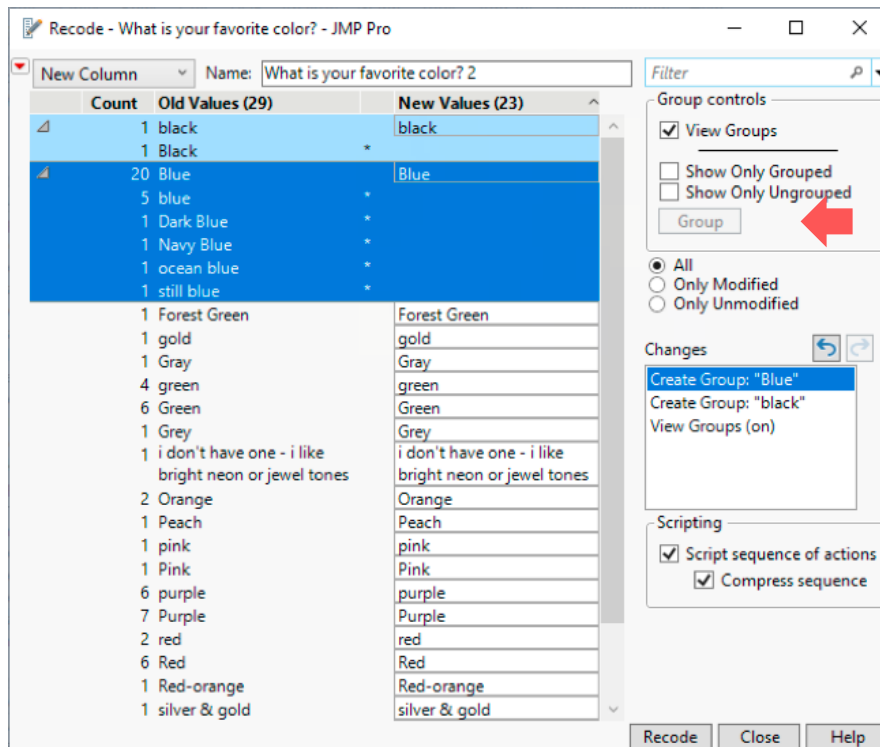 Recode - What is your favorite color? - JMP Pro
New Column Name: What is your favorite color? 2
Filter
Count Old Values (29) New Values (23)
1 black black
1 Black *
20 Blue Blue
5 blue *
1 Dark Blue *
1 Navy Blue *
1 ocean blue *
1 still blue *
1 Forest Green Forest Green
1 gold gold
1 Gray Gray
4 green green
6 Green Green
1 Grey Grey
1 i don't have one - i like i don't have one - i like
bright neon or jewel tones bright neon or jewel tones
2 Orange Orange
1 Peach Peach
1 pink pink
1 Pink Pink
6 purple purple
7 Purple Purple
2 red red
6 Red Red
1 Red-orange Red-orange
1 silver & gold silver & gold
Group controls
View Groups
Show Only Grouped
Show Only Ungrouped
Group
All
Only Modified
Only Unmodified
Changes
Create Group: "Blue"
Create Group: "black"
View Groups (on)
Scripting
Script sequence of actions
Compress sequence
Recode Close Help